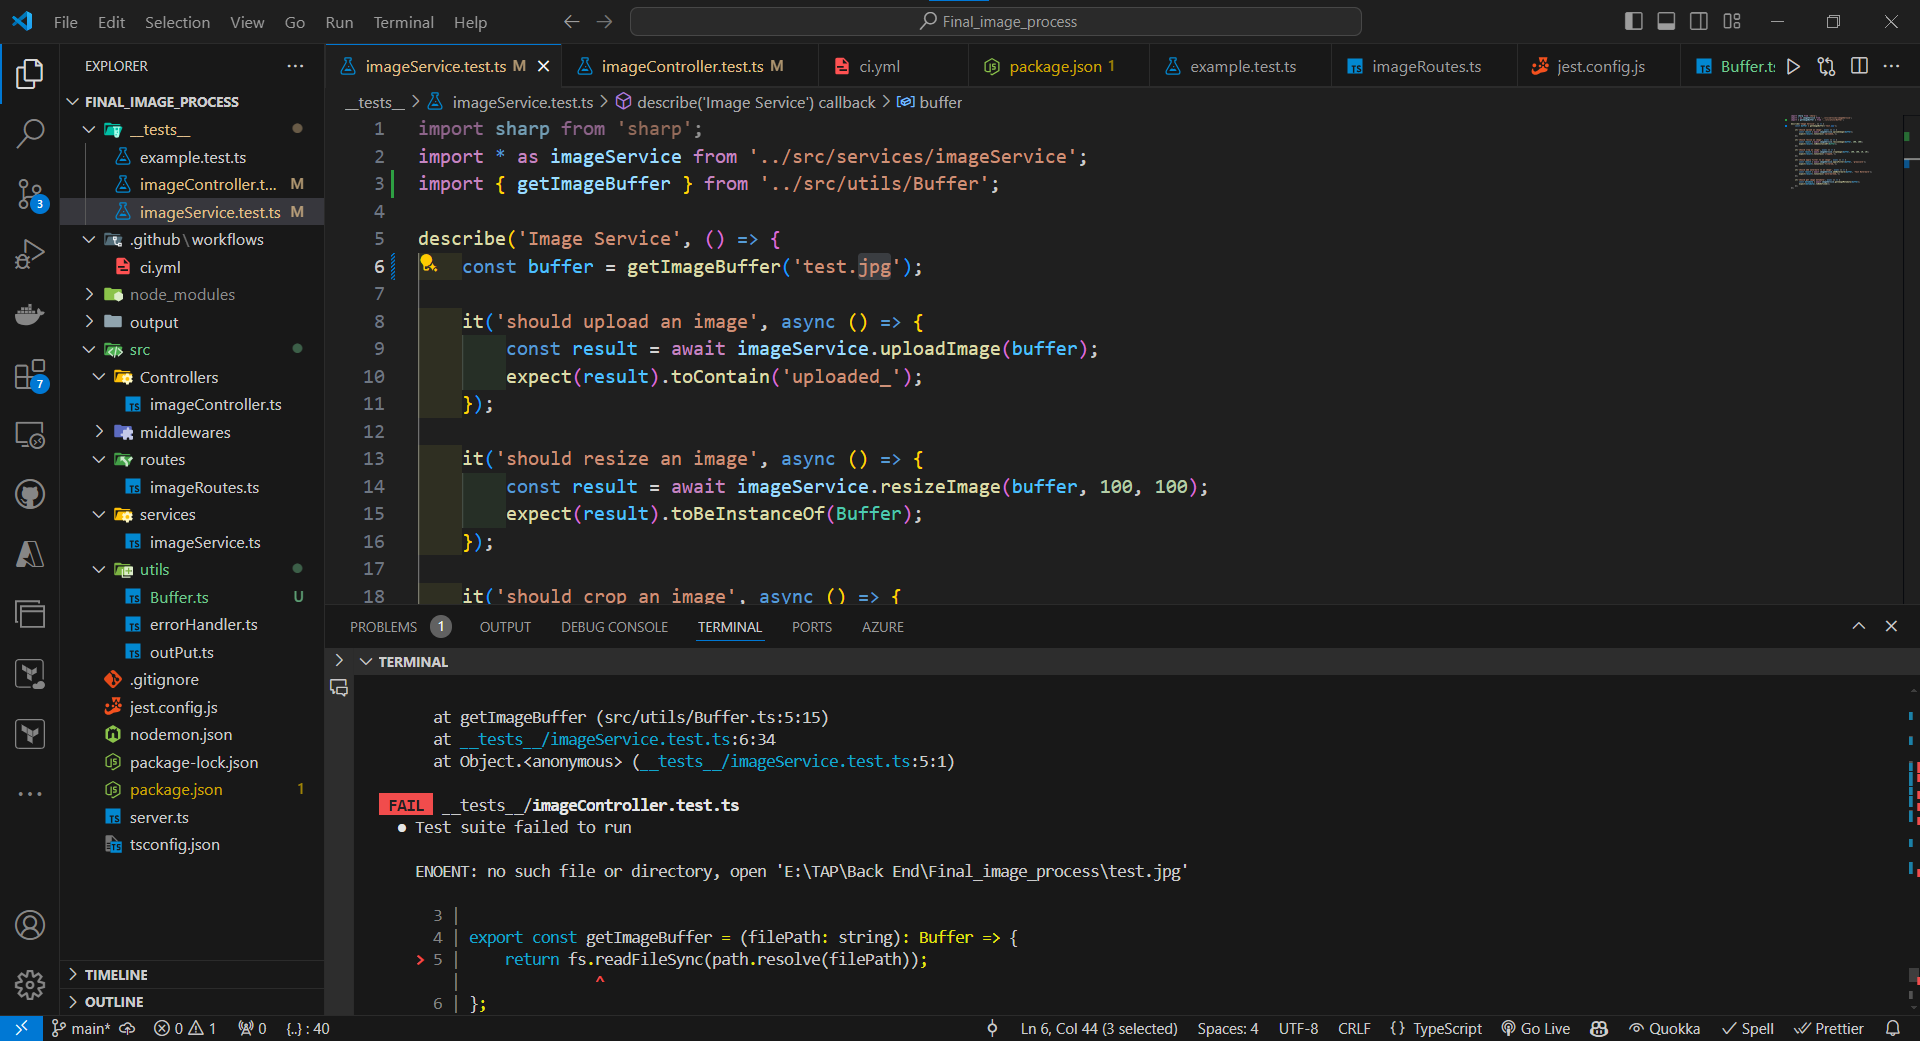 File Edit Selection View Go Run Terminal Help
Final_image_process
EXPLORER
FINAL_IMAGE_PROCESS
__tests__
example.test.ts
imageController.t... M
imageService.test.ts M
.github\workflows
ci.yml
node_modules
output
src
Controllers
imageController.ts
middlewares
routes
imageRoutes.ts
services
imageService.ts
utils
Buffer.ts U
errorHandler.ts
outPut.ts
.gitignore
jest.config.js
nodemon.json
package-lock.json
package.json 1
server.ts
tsconfig.json
TIMELINE
OUTLINE
3
7
imageService.test.ts M imageController.test.ts M ci.yml package.json 1 example.test.ts imageRoutes.ts jest.config.js Buffer.ts
__tests__ > imageService.test.ts > describe('Image Service') callback > buffer
1 import sharp from 'sharp';
2 import * as imageService from '../src/services/imageService';
3 import { getImageBuffer } from '../src/utils/Buffer';
4
5 describe('Image Service', () => {
6 const buffer = getImageBuffer('test.jpg');
7
8 it('should upload an image', async () => {
9 const result = await imageService.uploadImage(buffer);
10 expect(result).toContain('uploaded_');
11 });
12
13 it('should resize an image', async () => {
14 const result = await imageService.resizeImage(buffer, 100, 100);
15 expect(result).toBeInstanceOf(Buffer);
16 });
17
18 it('should crop an image', async () => {
PROBLEMS 1 OUTPUT DEBUG CONSOLE TERMINAL PORTS AZURE
TERMINAL
at getImageBuffer (src/utils/Buffer.ts:5:15)
at __tests__/imageService.test.ts:6:34
at Object.<anonymous> (__tests__/imageService.test.ts:5:1)
FAIL __tests__/imageController.test.ts
● Test suite failed to run
ENOENT: no such file or directory, open 'E:\TAP\Back End\Final_image_process\test.jpg'
3 |
4 | export const getImageBuffer = (filePath: string): Buffer => {
> 5 | return fs.readFileSync(path.resolve(filePath));
| ^
6 | };
main* 0 1 0 {..} : 40 Ln 6, Col 44 (3 selected) Spaces: 4 UTF-8 CRLF {} TypeScript Go Live Quokka Spell Prettier